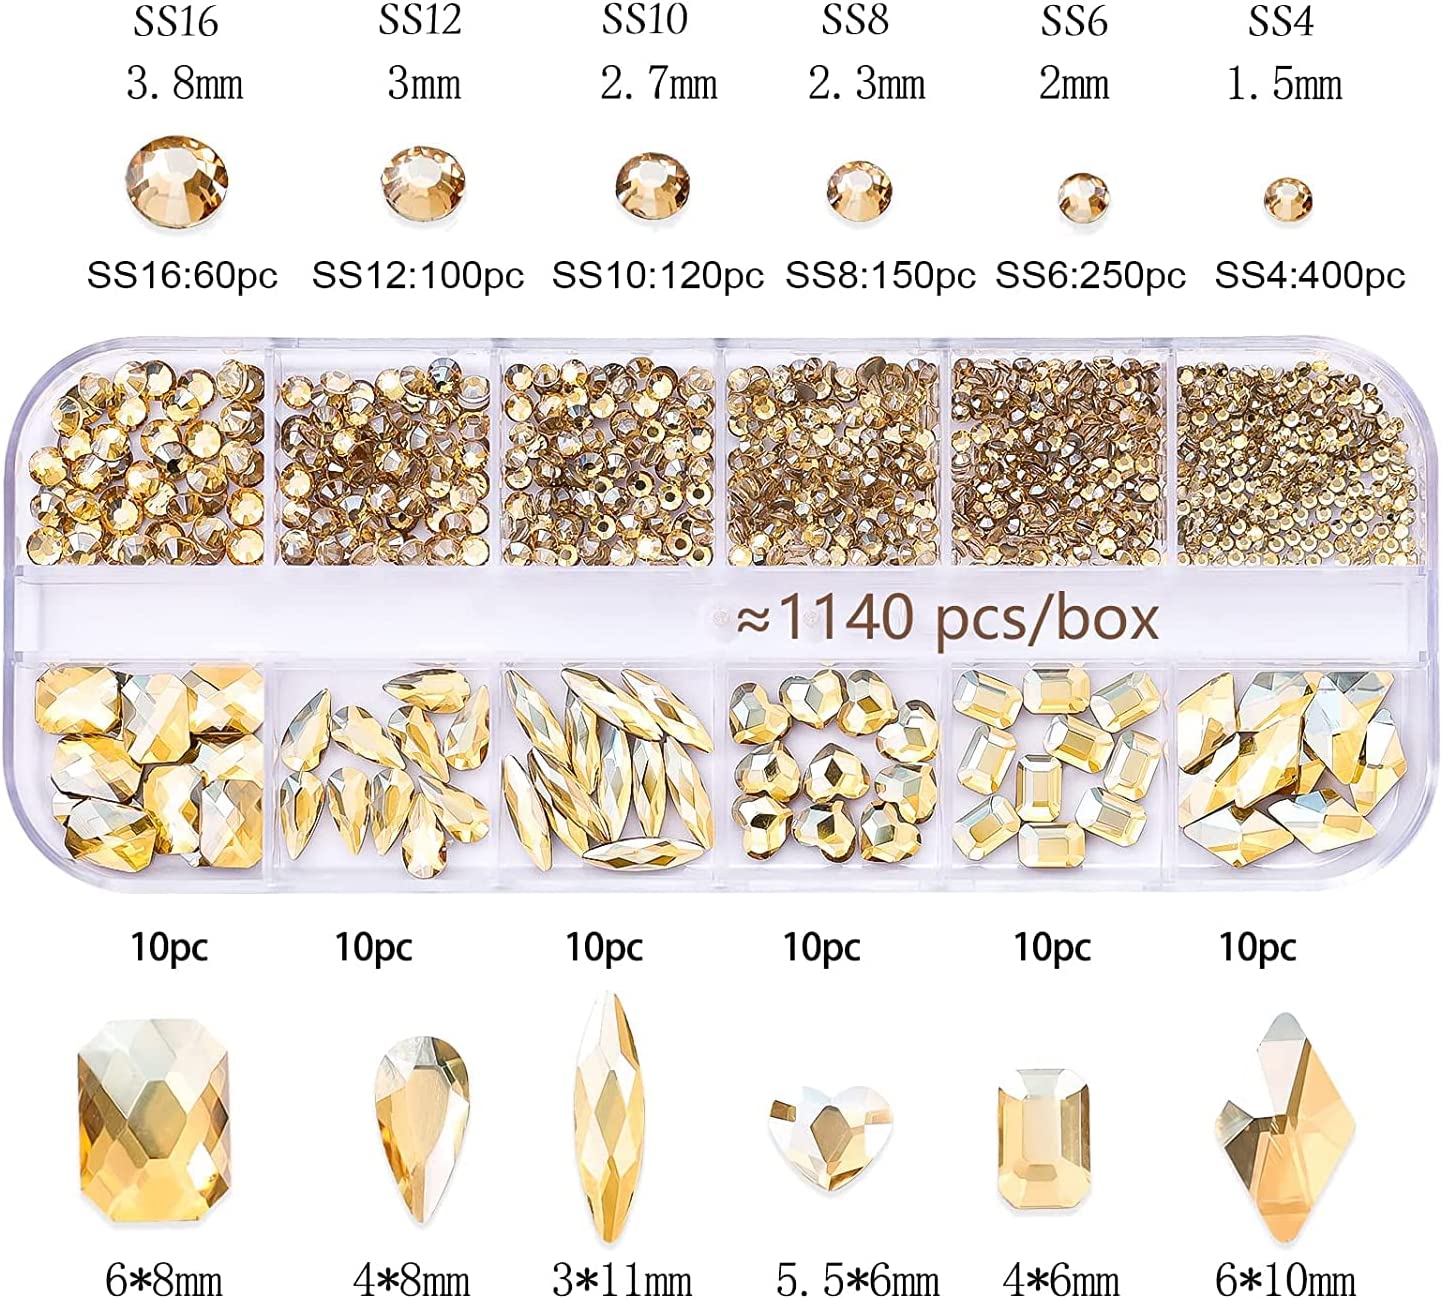 SS16 SS12 SS10 SS8 SS6 SS4
3.8mm 3mm 2.7mm 2.3mm 2mm 1.5mm
SS16:60pc SS12:100pc SS10:120pc SS8:150pc SS6:250pc SS4:400pc
≈1140 pcs/box
10pc 10pc 10pc 10pc 10pc 10pc
6*8mm 4*8mm 3*11mm 5.5*6mm 4*6mm 6*10mm